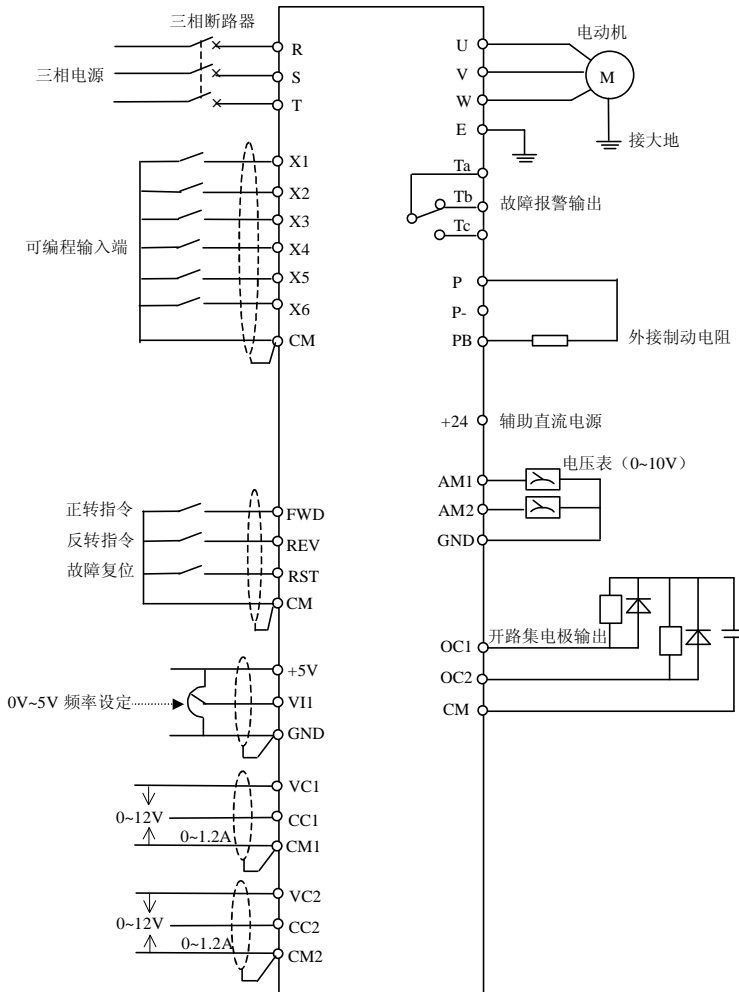 三相断路器
三相电源
R
S
T
可编程输入端
X1
X2
X3
X4
X5
X6
CM
正转指令
反转指令
故障复位
FWD
REV
RST
CM
0V~5V 频率设定
+5V
VI1
GND
0~12V
0~1.2A
VC1
CC1
CM1
0~12V
0~1.2A
VC2
CC2
CM2
电动机
U
V
W
M
E
接大地
Ta
Tb
Tc
故障报警输出
P
P-
PB
外接制动电阻
+24
辅助直流电源
电压表（0~10V）
AM1
AM2
GND
开路集电极输出
OC1
OC2
CM